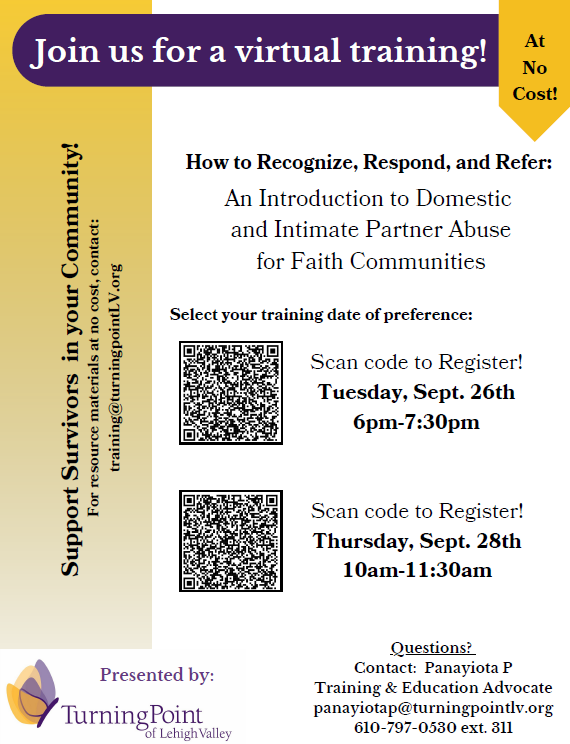 Join us for a virtual training!
At
No
Cost!
Support Survivors in your Community!
For resource materials at no cost, contact:
training@turningpointLV.org
How to Recognize, Respond, and Refer:
An Introduction to Domestic
and Intimate Partner Abuse
for Faith Communities
Select your training date of preference:
Scan code to Register!
Tuesday, Sept. 26th
6pm-7:30pm
Scan code to Register!
Thursday, Sept. 28th
10am-11:30am
Presented by:
TurningPoint
of Lehigh Valley
Questions?
Contact: Panayiota P
Training & Education Advocate
panayiotap@turningpointlv.org
610-797-0530 ext. 311